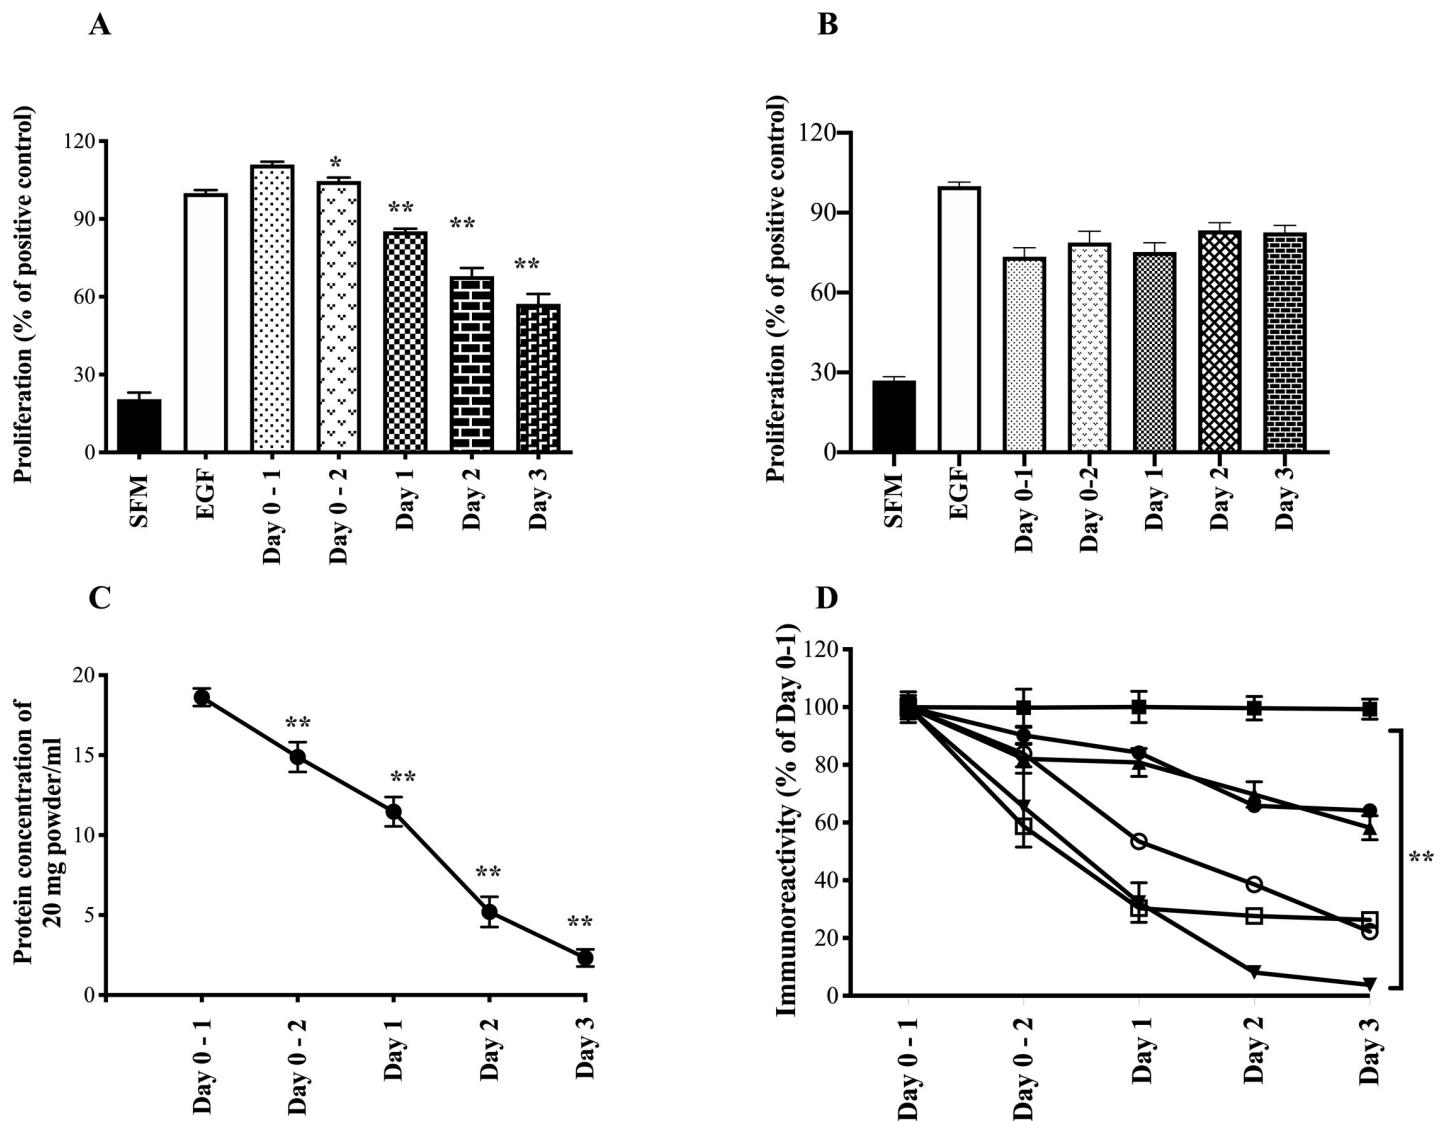 A
Proliferation (% of positive control)
120
90
60
30
0
*
**
**
**
SFM
EGF
Day 0 - 1
Day 0 - 2
Day 1
Day 2
Day 3
B
Proliferation (% of positive control)
120
90
60
30
0
SFM
EGF
Day 0-1
Day 0-2
Day 1
Day 2
Day 3
C
Protein concentration of
20 mg powder/ml
20
15
10
5
0
**
**
**
**
Day 0 - 1
Day 0 - 2
Day 1
Day 2
Day 3
D
Immunoreactivity (% of Day 0-1)
120
100
80
60
40
20
0
**
Day 0 - 1
Day 0 - 2
Day 1
Day 2
Day 3